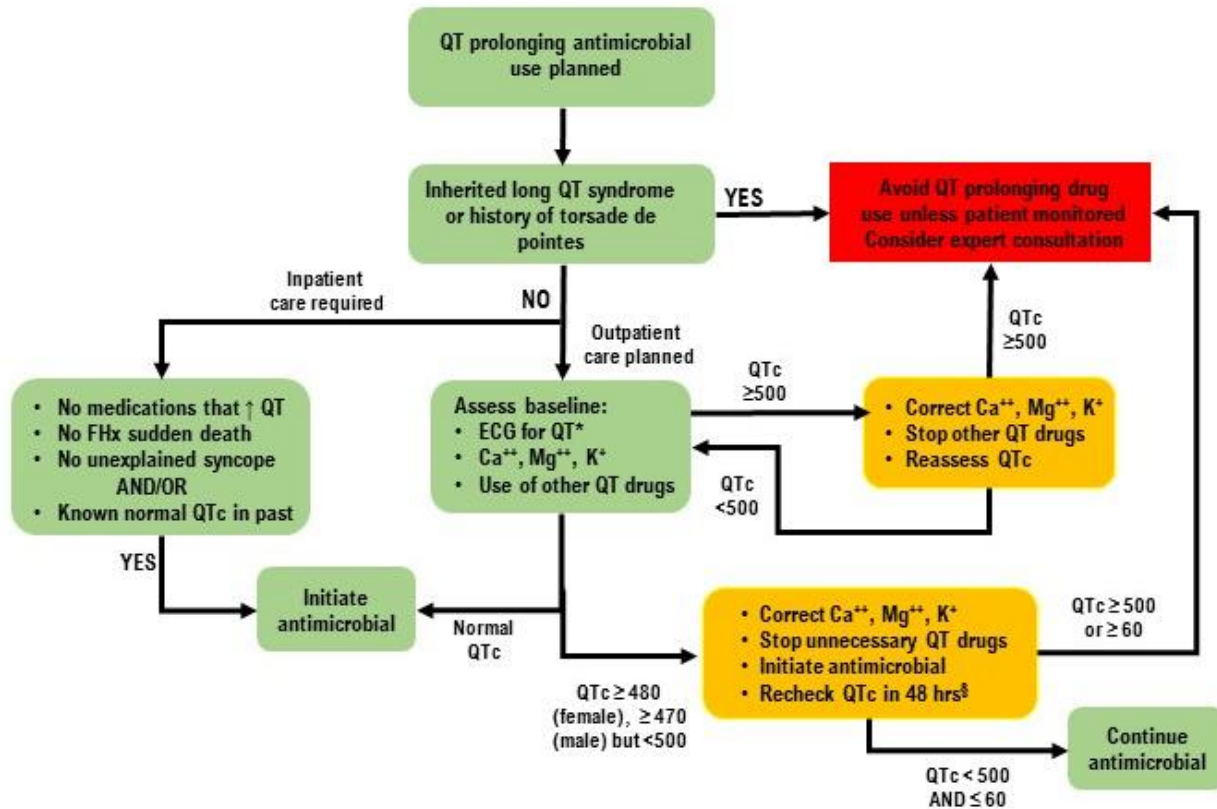 QT prolonging antimicrobial
use planned
Inherited long QT syndrome
or history of torsade de
pointes
YES
Avoid QT prolonging drug
use unless patient monitored
Consider expert consultation
Inpatient
care required
NO
Outpatient
care planned
QTc
≥500
• No medications that ↑ QT
• No FHx sudden death
• No unexplained syncope
AND/OR
• Known normal QTc in past
Assess baseline:
• ECG for QT*
• Ca⁺⁺, Mg⁺⁺, K⁺
• Use of other QT drugs
QTc
≥500
• Correct Ca⁺⁺, Mg⁺⁺, K⁺
• Stop other QT drugs
• Reassess QTc
QTc
<500
YES
Initiate
antimicrobial
Normal
QTc
QTc ≥ 480
(female), ≥ 470
(male) but <500
• Correct Ca⁺⁺, Mg⁺⁺, K⁺
• Stop unnecessary QT drugs
• Initiate antimicrobial
• Recheck QTc in 48 hrs§
QTc ≥ 500
or ≥ 60
QTc < 500
AND ≤ 60
Continue
antimicrobial